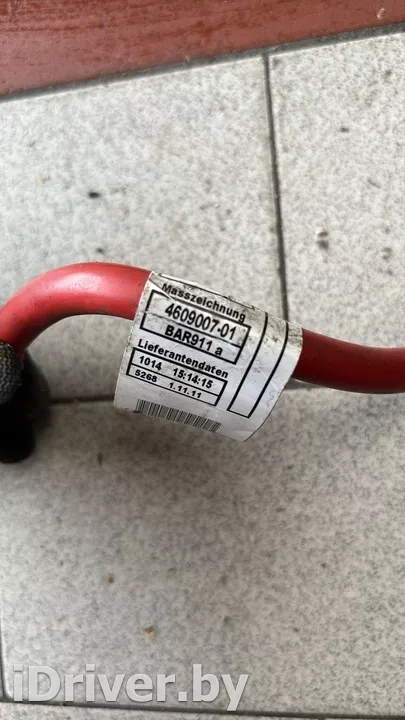 Masszeichnung
4609007-01
BAR911 a
Lieferantendaten
1014 15:14:15
5268 1.11.11
iDriver.by